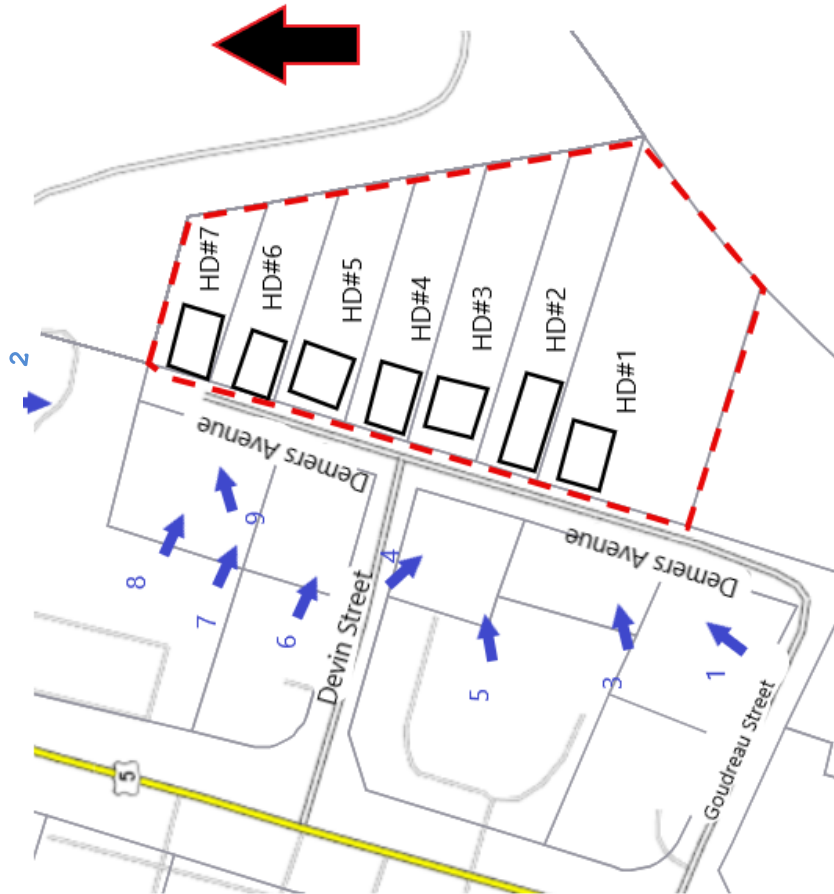 2
HD#7
HD#6
HD#5
HD#4
HD#3
HD#2
HD#1
Demers Avenue
Demers Avenue
Devin Street
Goudreau Street
9
8
7
6
4
5
3
1
5